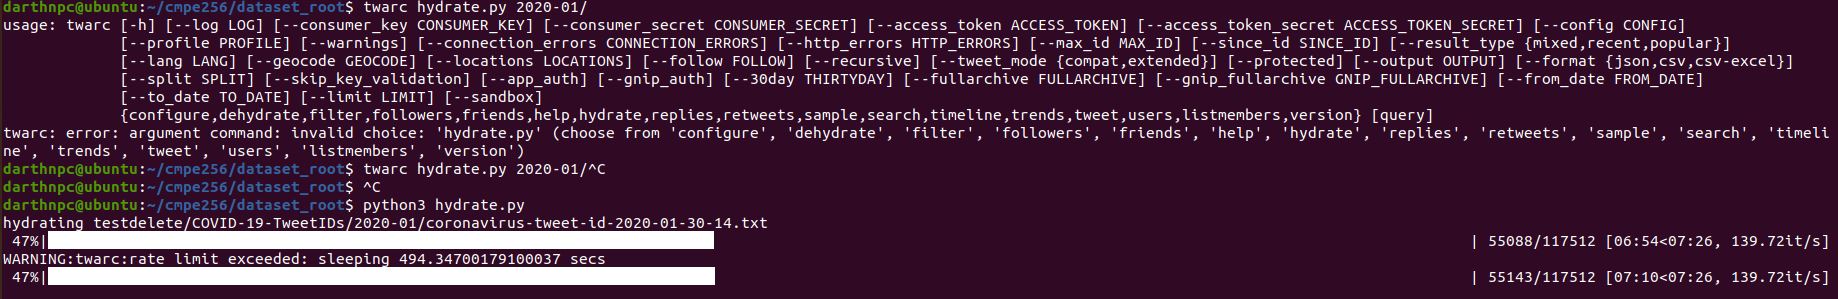 darthnpc@ubuntu:~/cmpe256/dataset_root$ twarc hydrate.py 2020-01/
usage: twarc [-h] [--log LOG] [--consumer_key CONSUMER_KEY] [--consumer_secret CONSUMER_SECRET] [--access_token ACCESS_TOKEN] [--access_token_secret ACCESS_TOKEN_SECRET] [--config CONFIG]
[--profile PROFILE] [--warnings] [--connection_errors CONNECTION_ERRORS] [--http_errors HTTP_ERRORS] [--max_id MAX_ID] [--since_id SINCE_ID] [--result_type {mixed,recent,popular}]
[--lang LANG] [--geocode GEOCODE] [--locations LOCATIONS] [--follow FOLLOW] [--recursive] [--tweet_mode {compat,extended}] [--protected] [--output OUTPUT] [--format {json,csv,csv-excel}]
[--split SPLIT] [--skip_key_validation] [--app_auth] [--gnip_auth] [--30day THIRTYDAY] [--fullarchive FULLARCHIVE] [--gnip_fullarchive GNIP_FULLARCHIVE] [--from_date FROM_DATE]
[--to_date TO_DATE] [--limit LIMIT] [--sandbox]
{configure,dehydrate,filter,followers,friends,help,hydrate,replies,retweets,sample,search,timeline,trends,tweet,users,listmembers,version} [query]
twarc: error: argument command: invalid choice: 'hydrate.py' (choose from 'configure', 'dehydrate', 'filter', 'followers', 'friends', 'help', 'hydrate', 'replies', 'retweets', 'sample', 'search', 'timeli
ne', 'trends', 'tweet', 'users', 'listmembers', 'version')
darthnpc@ubuntu:~/cmpe256/dataset_root$ twarc hydrate.py 2020-01/^C
darthnpc@ubuntu:~/cmpe256/dataset_root$ ^C
darthnpc@ubuntu:~/cmpe256/dataset_root$ python3 hydrate.py
hydrating testdelete/COVID-19-TweetIDs/2020-01/coronavirus-tweet-id-2020-01-30-14.txt
47%| | 55088/117512 [06:54<07:26, 139.72it/s]
WARNING:twarc:rate limit exceeded: sleeping 494.34700179100037 secs
47%| | 55143/117512 [07:10<07:26, 139.72it/s]